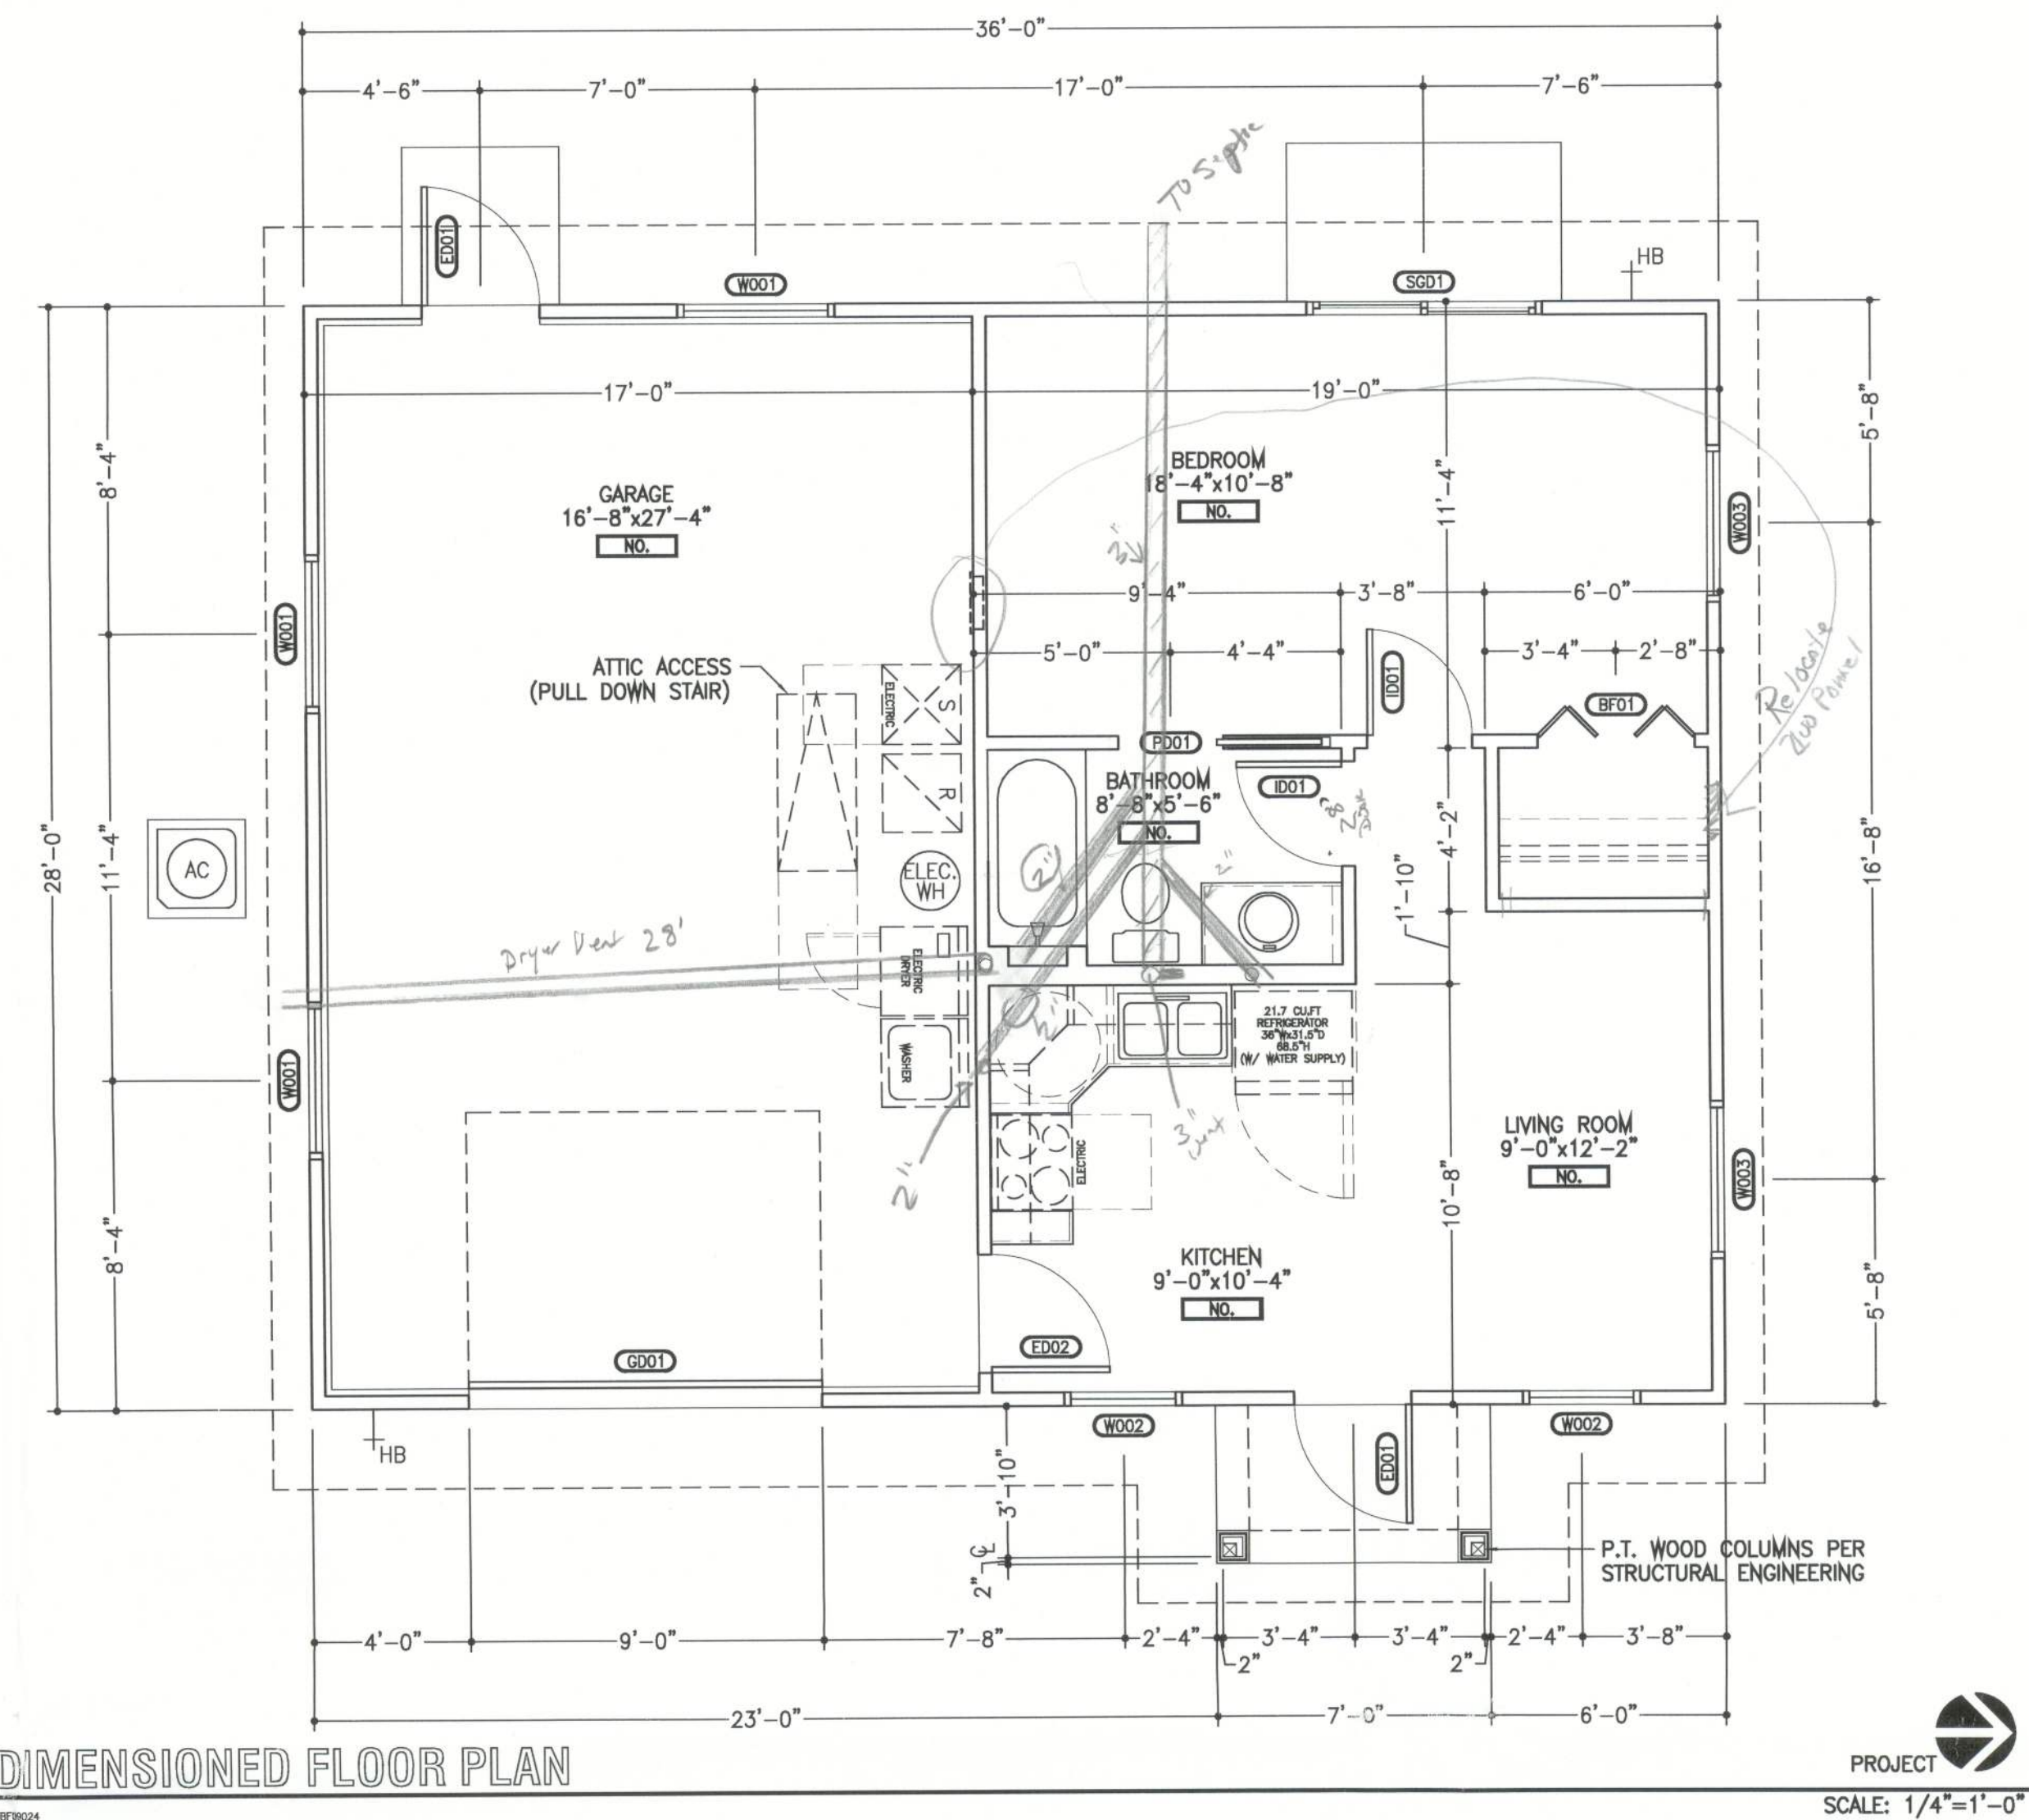 36'-0"
4'-6" 7'-0" 17'-0" 7'-6"
To Septic
ED01
HB
W001
SGD1
17'-0"
19'-0"
5'-8"
8'-4"
BEDROOM
18'-4"x10'-8"
NO.
11'-4"
GARAGE
16'-8"x27'-4"
NO.
W003
3"
9'-4" 3'-8" 6'-0"
W001
5'-0" 4'-4" 3'-4" 2'-8"
ATTIC ACCESS
(PULL DOWN STAIR)
ELECTRIC
S
ID01
Relocate
200 Pannel
BF01
PD01
BATHROOM
8'-8"x5'-6"
NO.
ID01
R
28'-0"
11'-4"
AC
ELEC.
WH
2"
2"
4'-2"
1'-10"
16'-8"
Dryer Vent 28'
ELECTRIC
DRYER
WASHER
2"
21.7 CU.FT
REFRIGERATOR
36"Wx31.5"D
68.5"H
(W/ WATER SUPPLY)
W001
3"
vent
ELECTRIC
2"
LIVING ROOM
9'-0"x12'-2"
NO.
W003
10'-8"
8'-4"
KITCHEN
9'-0"x10'-4"
NO.
5'-8"
ED02
GD01
W002
W002
HB
ED01
3'-10"
2"
P.T. WOOD COLUMNS PER
STRUCTURAL ENGINEERING
4'-0" 9'-0" 7'-8" 2'-4" 3'-4" 3'-4" 2'-4" 3'-8"
2" 2"
23'-0" 7'-0" 6'-0"
DIMENSIONED FLOOR PLAN
PROJECT
SCALE: 1/4"=1'-0"
BF09024